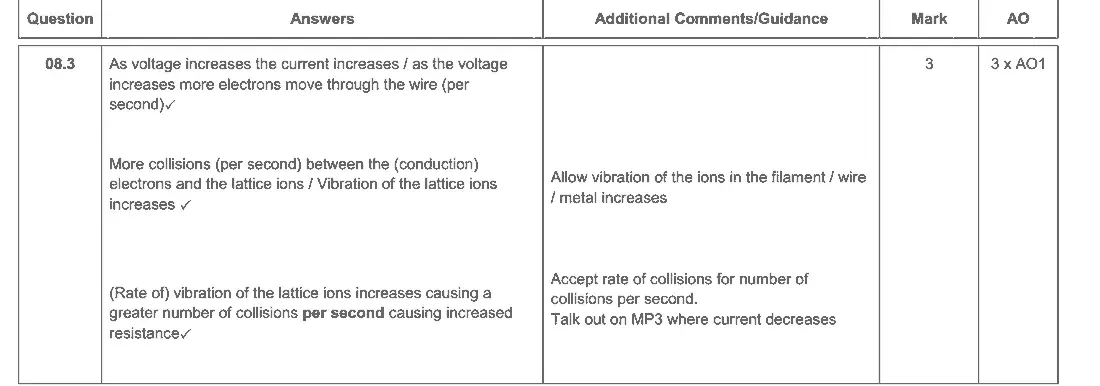 Question Answers Additional Comments/Guidance Mark AO
08.3 As voltage increases the current increases / as the voltage 3 3 x AO1
increases more electrons move through the wire (per
second)✓
More collisions (per second) between the (conduction)
electrons and the lattice ions / Vibration of the lattice ions
increases ✓
Allow vibration of the ions in the filament / wire
/ metal increases
(Rate of) vibration of the lattice ions increases causing a
greater number of collisions per second causing increased
resistance✓
Accept rate of collisions for number of
collisions per second.
Talk out on MP3 where current decreases